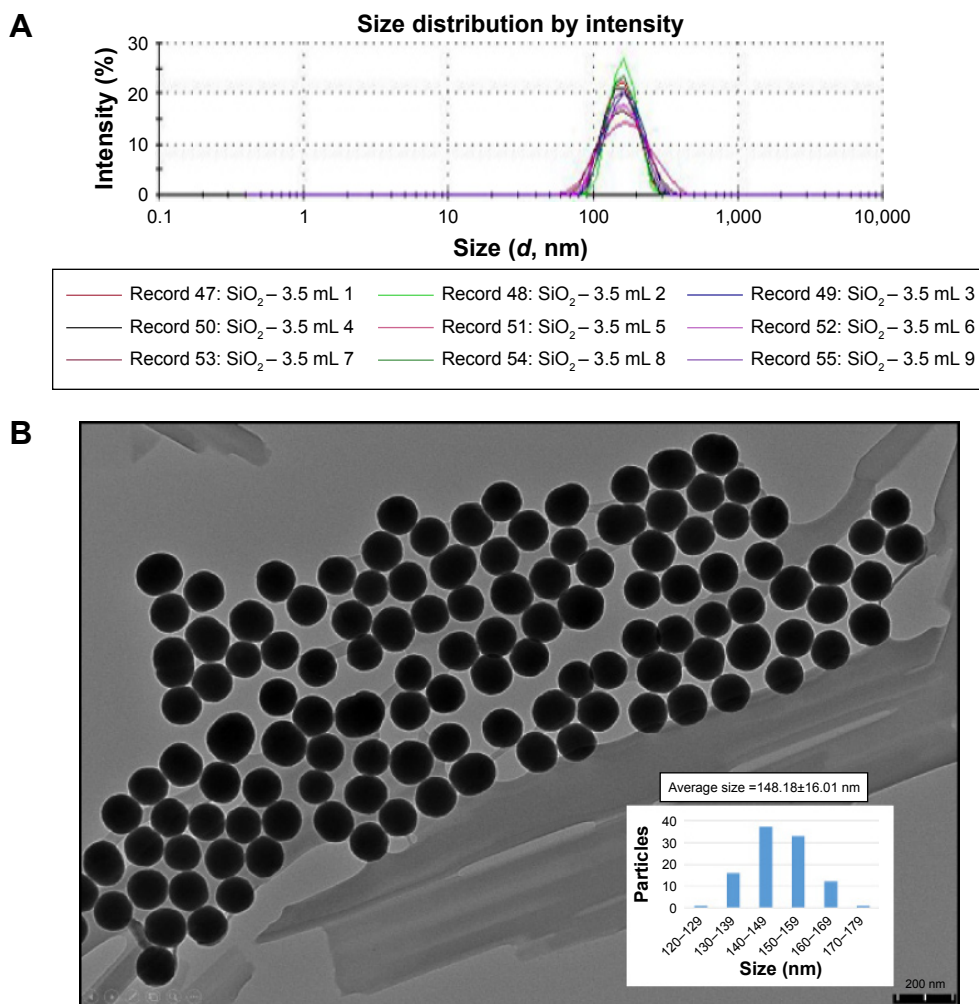 A
Size distribution by intensity
Intensity (%)
30
20
10
0
0.1 1 10 100 1,000 10,000
Size (d, nm)
Record 47: SiO2 – 3.5 mL 1 Record 48: SiO2 – 3.5 mL 2 Record 49: SiO2 – 3.5 mL 3
Record 50: SiO2 – 3.5 mL 4 Record 51: SiO2 – 3.5 mL 5 Record 52: SiO2 – 3.5 mL 6
Record 53: SiO2 – 3.5 mL 7 Record 54: SiO2 – 3.5 mL 8 Record 55: SiO2 – 3.5 mL 9
B
Average size =148.18±16.01 nm
Particles
40
30
20
10
0
120–129 130–139 140–149 150–159 160–169 170–179
Size (nm)
200 nm